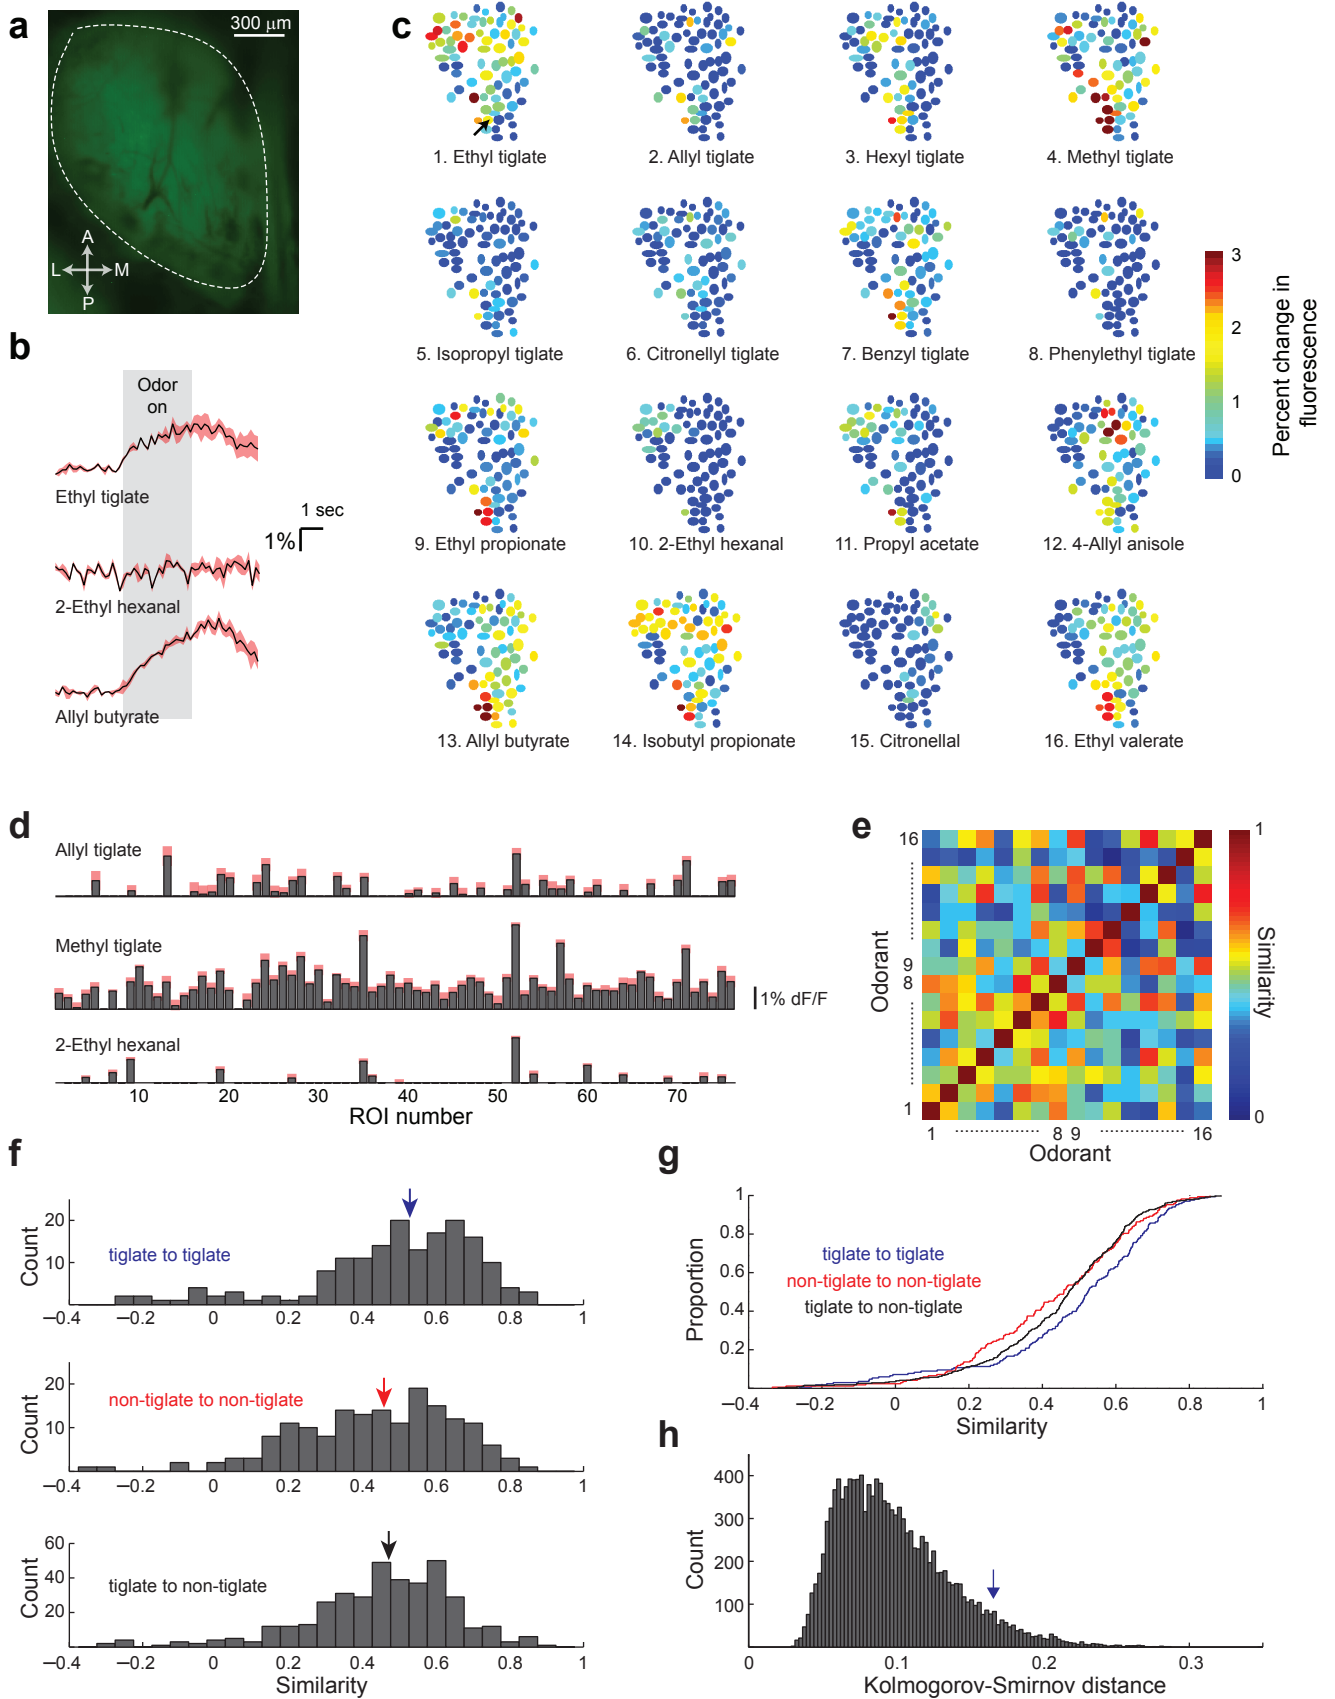 a
300 μm
A
L
M
P
b
Odor
on
Ethyl tiglate
1 sec
1%
2-Ethyl hexanal
Allyl butyrate
c
1. Ethyl tiglate
2. Allyl tiglate
3. Hexyl tiglate
4. Methyl tiglate
5. Isopropyl tiglate
6. Citronellyl tiglate
7. Benzyl tiglate
8. Phenylethyl tiglate
9. Ethyl propionate
10. 2-Ethyl hexanal
11. Propyl acetate
12. 4-Allyl anisole
13. Allyl butyrate
14. Isobutyl propionate
15. Citronellal
16. Ethyl valerate
3
2
1
0
Percent change in
fluorescence
d
Allyl tiglate
Methyl tiglate
1% dF/F
2-Ethyl hexanal
10 20 30 40 50 60 70
ROI number
e
16
9
8
1
Odorant
1 8 9 16
Odorant
1
0
Similarity
f
20
10
Count
tiglate to tiglate
–0.4 –0.2 0 0.2 0.4 0.6 0.8 1
20
10
Count
non-tiglate to non-tiglate
–0.4 –0.2 0 0.2 0.4 0.6 0.8 1
60
40
20
Count
tiglate to non-tiglate
–0.4 –0.2 0 0.2 0.4 0.6 0.8 1
Similarity
g
1
0.8
0.6
0.4
0.2
Proportion
tiglate to tiglate
non-tiglate to non-tiglate
tiglate to non-tiglate
–0.4 –0.2 0 0.2 0.4 0.6 0.8 1
Similarity
h
400
300
200
100
Count
0 0.1 0.2 0.3
Kolmogorov-Smirnov distance